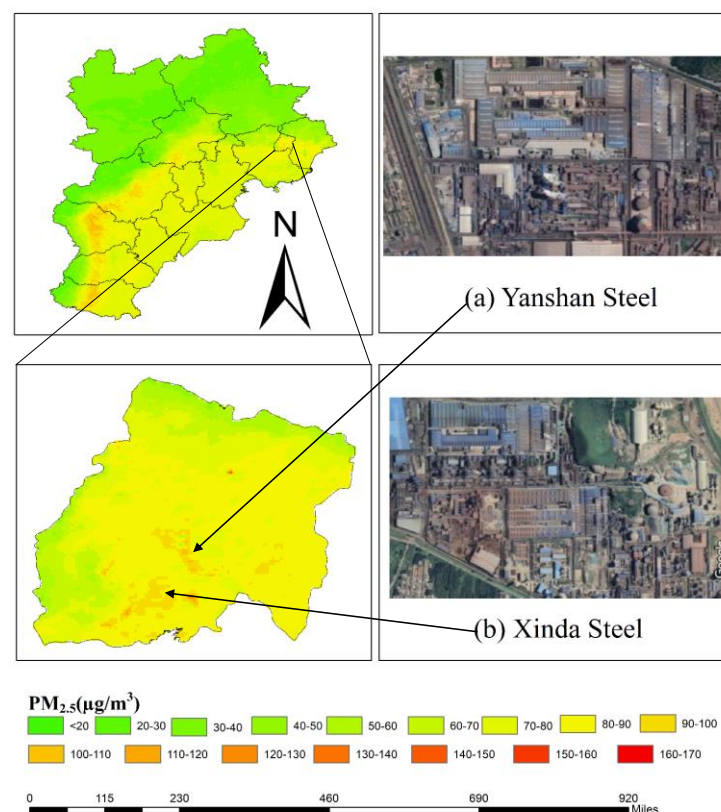 N
(a) Yanshan Steel
(b) Xinda Steel
PM2.5(μg/m³)
<20 20-30 30-40 40-50 50-60 60-70 70-80 80-90 90-100
100-110 110-120 120-130 130-140 140-150 150-160 160-170
0 115 230 460 690 920
Miles